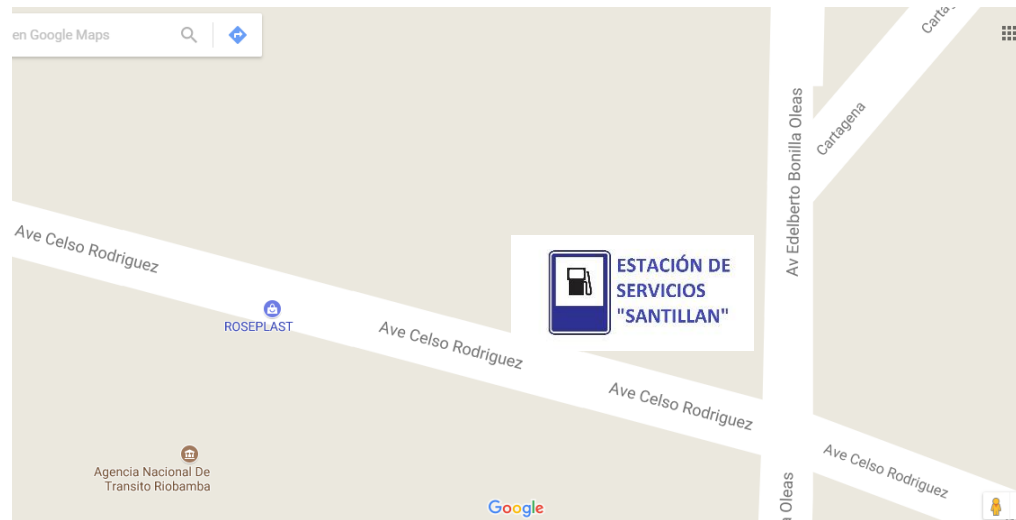 en Google Maps
Carta
Cartagena
Av Edelberto Bonilla Oleas
Ave Celso Rodriguez
ESTACIÓN DE
SERVICIOS
"SANTILLAN"
ROSEPLAST
Ave Celso Rodriguez
Ave Celso Rodriguez
Ave Celso Rodriguez
Agencia Nacional De
Transito Riobamba
Oleas
Google